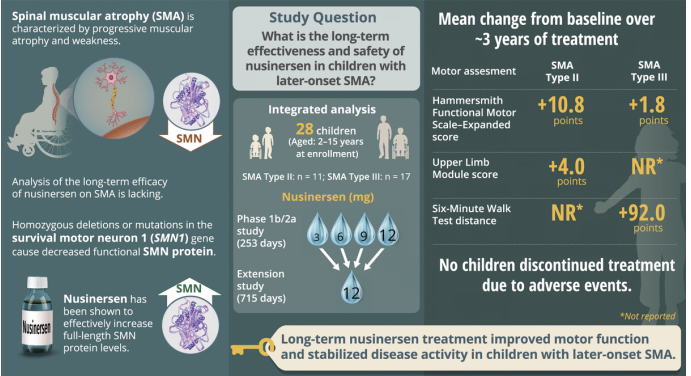 Spinal muscular atrophy (SMA) is
characterized by progressive muscular
atrophy and weakness.
SMN
Analysis of the long-term efficacy
of nusinersen on SMA is lacking.
Homozygous deletions or mutations in the
survival motor neuron 1 (SMN1) gene
cause decreased functional SMN protein.
Nusinersen
Nusinersen has
been shown to
effectively increase
full-length SMN
protein levels.
SMN
Study Question
What is the long-term
effectiveness and safety of
nusinersen in children with
later-onset SMA?
Integrated analysis
28 children
(Aged: 2–15 years
at enrollment)
SMA Type II: n = 11; SMA Type III: n = 17
Nusinersen (mg)
Phase 1b/2a
study
(253 days)
3 6 9 12
Extension
study
(715 days)
12
Mean change from baseline over
~3 years of treatment
Motor assesment
SMA
Type II
SMA
Type III
Hammersmith
Functional Motor
Scale–Expanded
score
+10.8
points
+1.8
points
Upper Limb
Module score
+4.0
points
NR*
Six-Minute Walk
Test distance
NR*
+92.0
points
No children discontinued treatment
due to adverse events.
*Not reported
Long-term nusinersen treatment improved motor function
and stabilized disease activity in children with later-onset SMA.